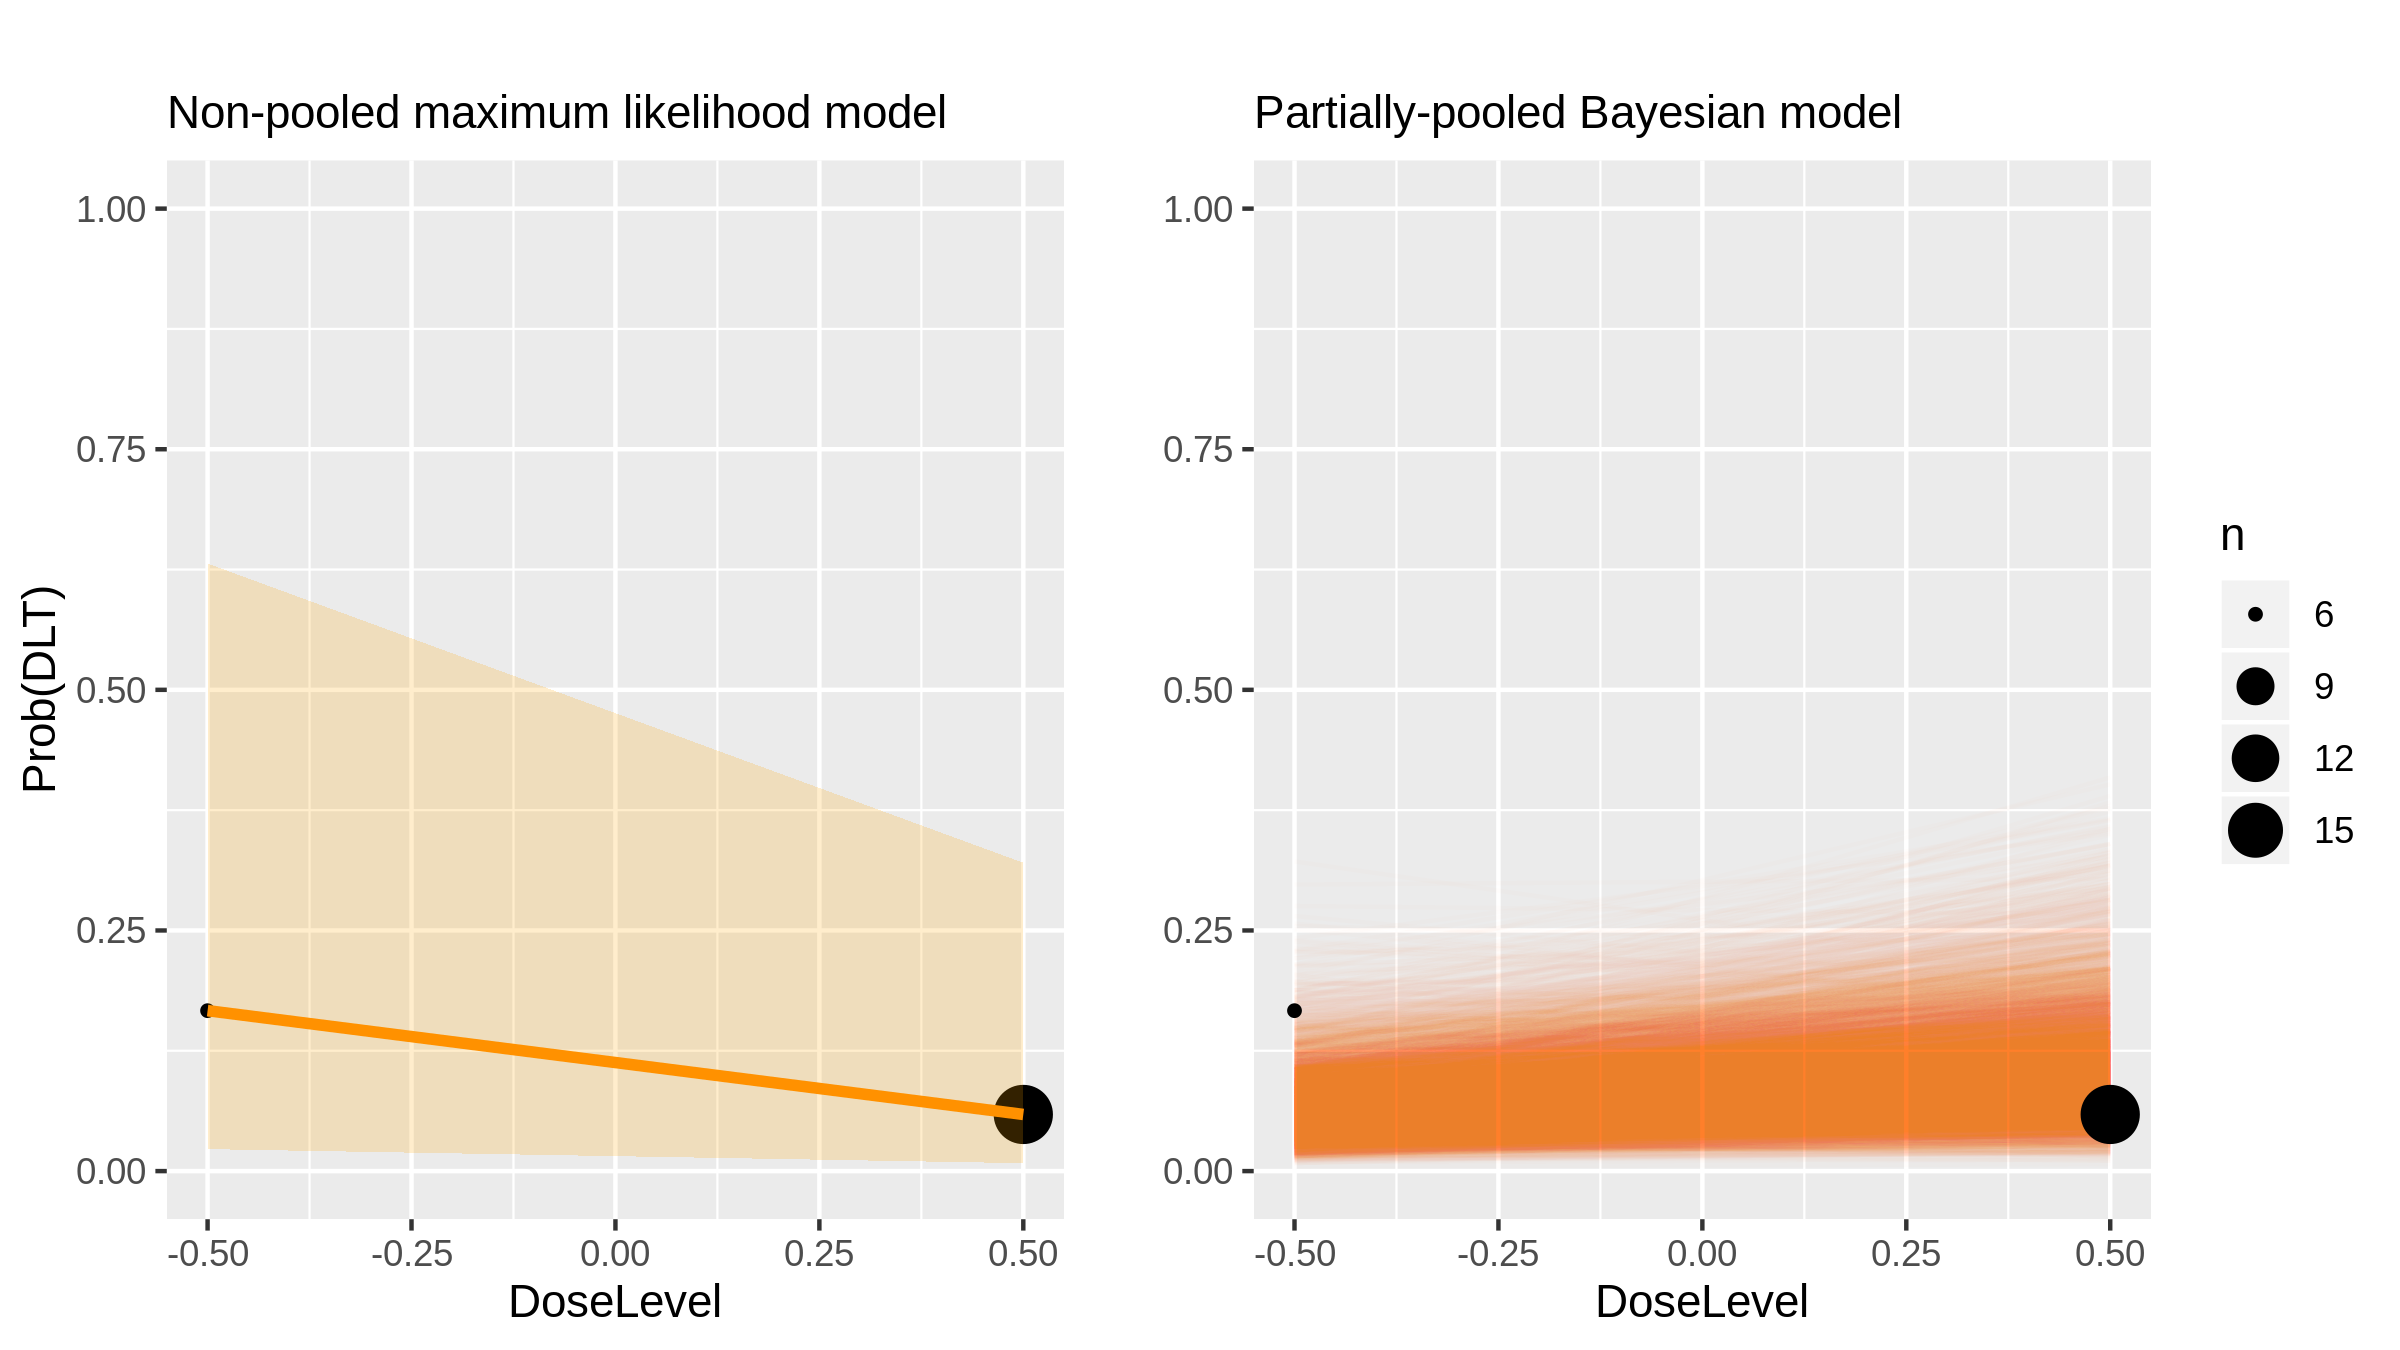 Non-pooled maximum likelihood model
Partially-pooled Bayesian model
Prob(DLT)
1.00
0.75
0.50
0.25
0.00
-0.50 -0.25 0.00 0.25 0.50
DoseLevel
1.00
0.75
0.50
0.25
0.00
-0.50 -0.25 0.00 0.25 0.50
DoseLevel
n
6
9
12
15